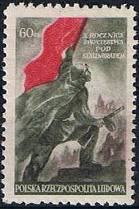 60 GR
X ROCZNICA
ZWYCIĘSTWA
POD
STALINGRADEM
POLSKA RZECZPOSPOLITA LUDOWA